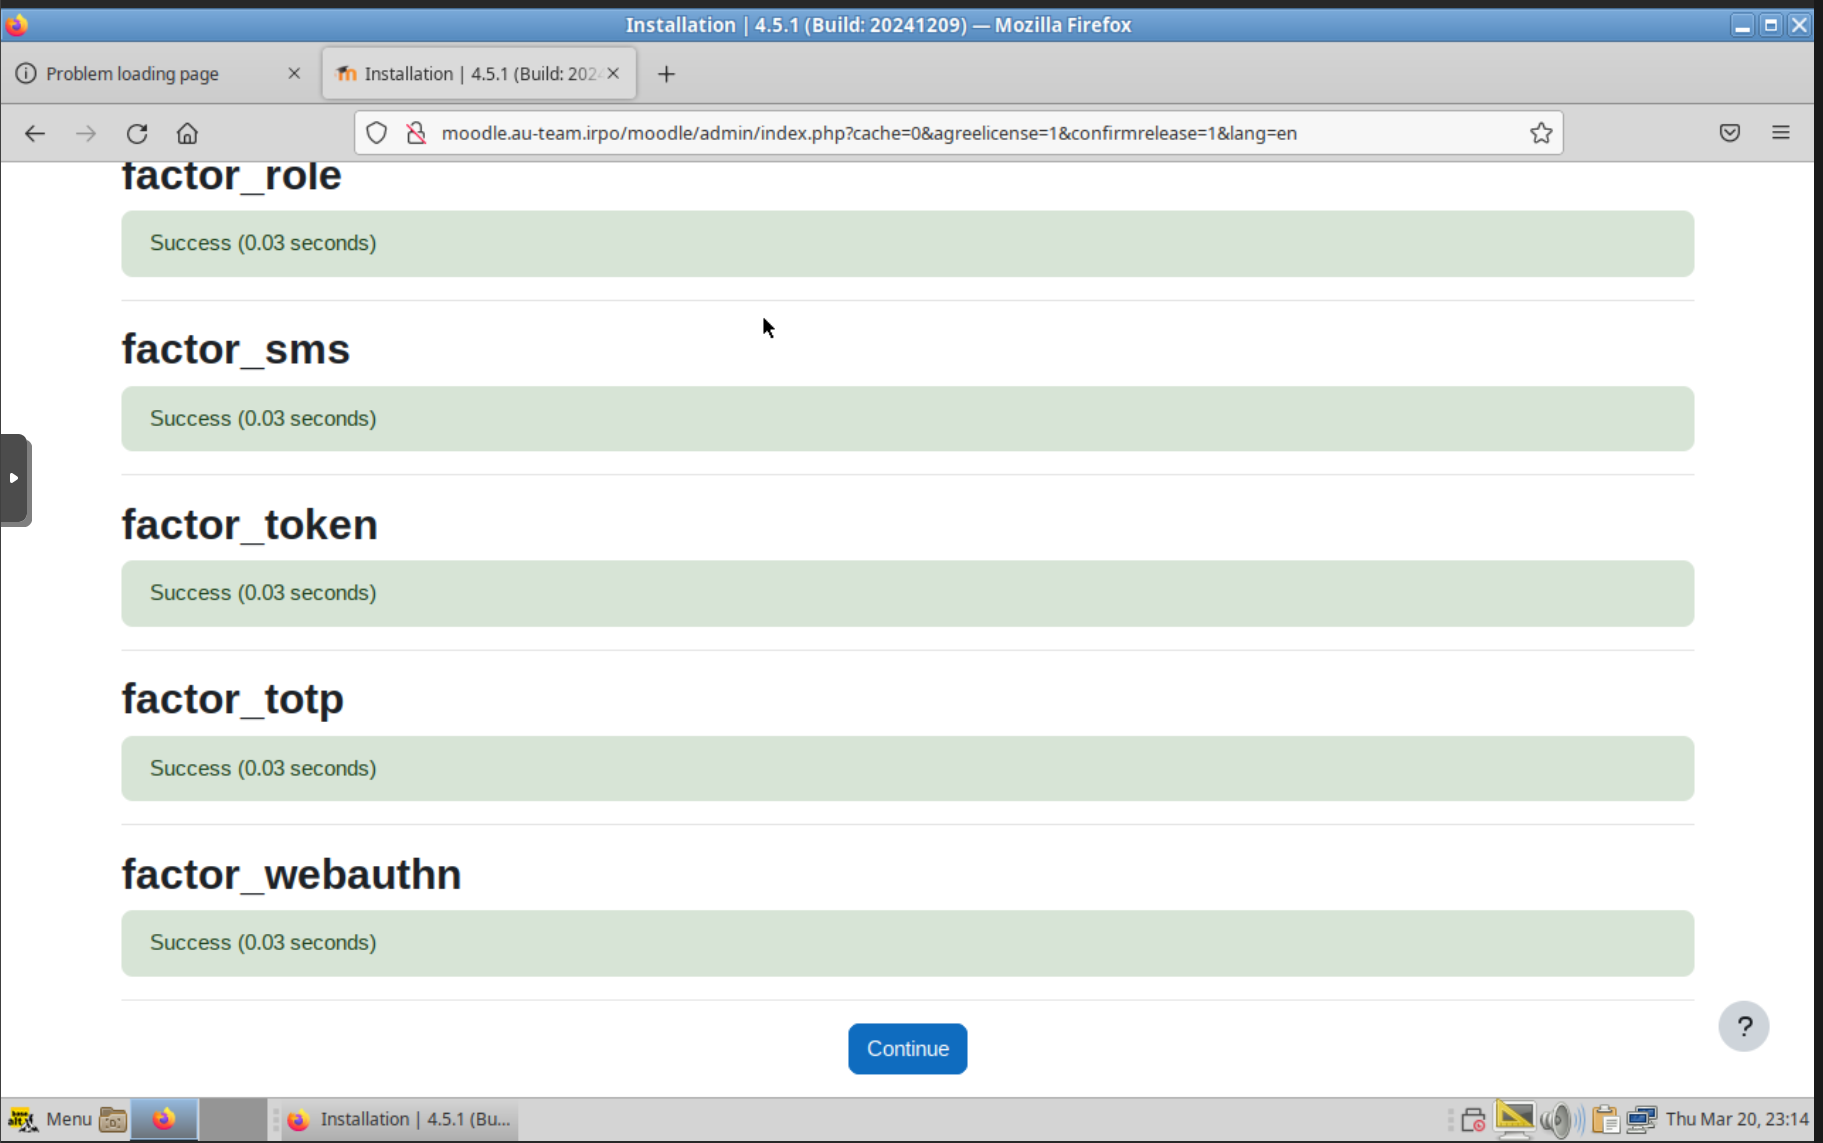 Installation | 4.5.1 (Build: 20241209) — Mozilla Firefox
Problem loading page
Installation | 4.5.1 (Build: 202
moodle.au-team.irpo/moodle/admin/index.php?cache=0&agreelicense=1&confirmrelease=1&lang=en
factor_role
Success (0.03 seconds)
factor_sms
Success (0.03 seconds)
factor_token
Success (0.03 seconds)
factor_totp
Success (0.03 seconds)
factor_webauthn
Success (0.03 seconds)
Continue
?
Menu
Installation | 4.5.1 (Bu...
Thu Mar 20, 23:14